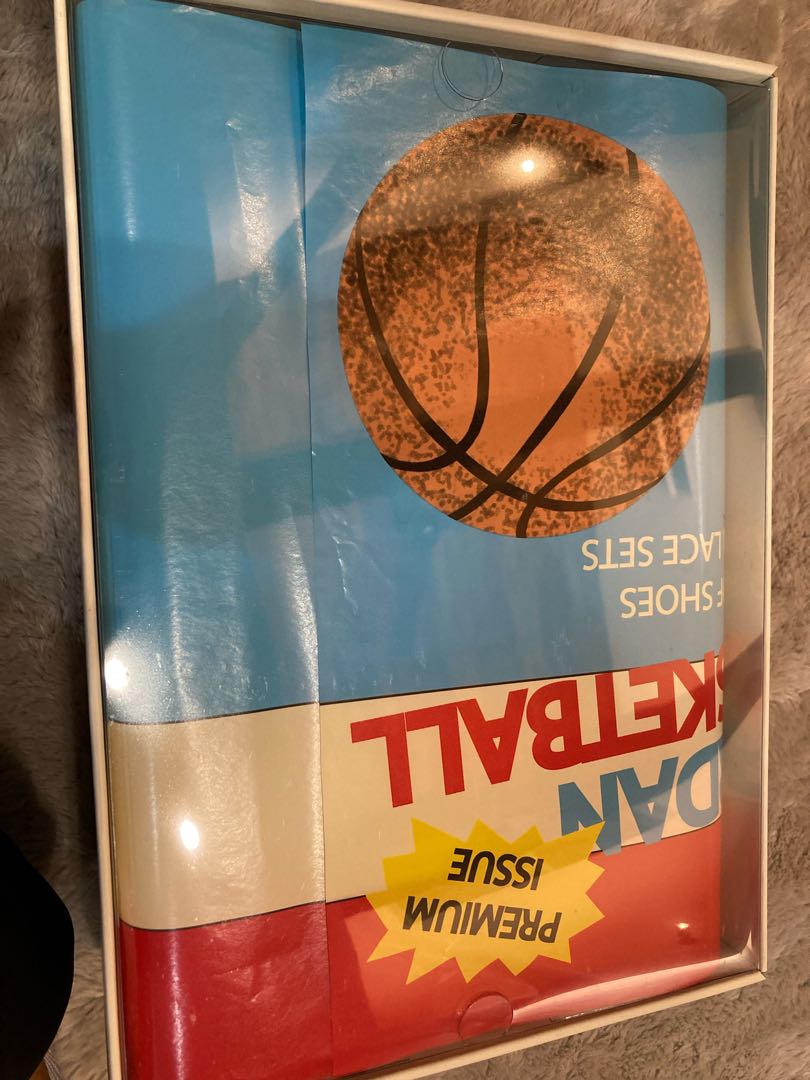 PREMIUM
ISSUE
DAN
SKETBALL
F SHOES
LACE SETS